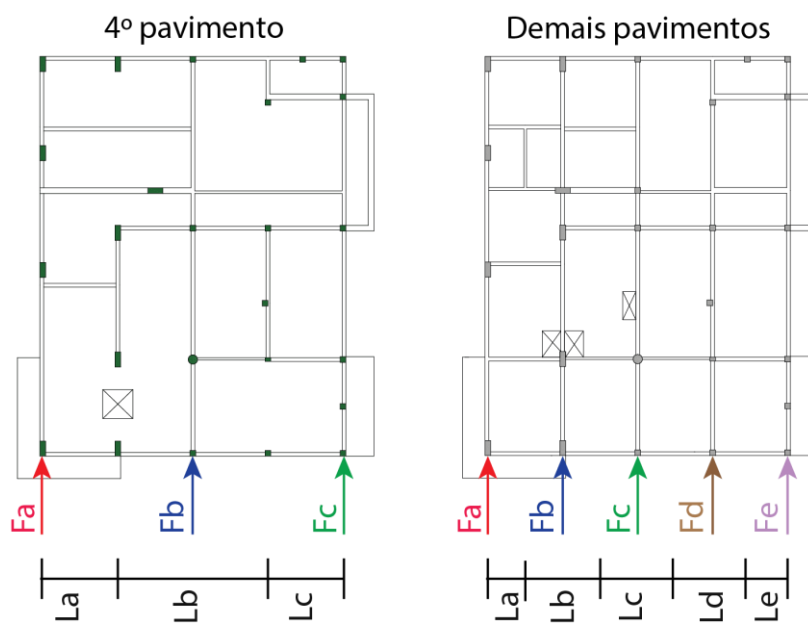 4º pavimento
Demais pavimentos
Fa
Fb
Fc
Fa
Fb
Fc
Fd
Fe
La
Lb
Lc
La
Lb
Lc
Ld
Le